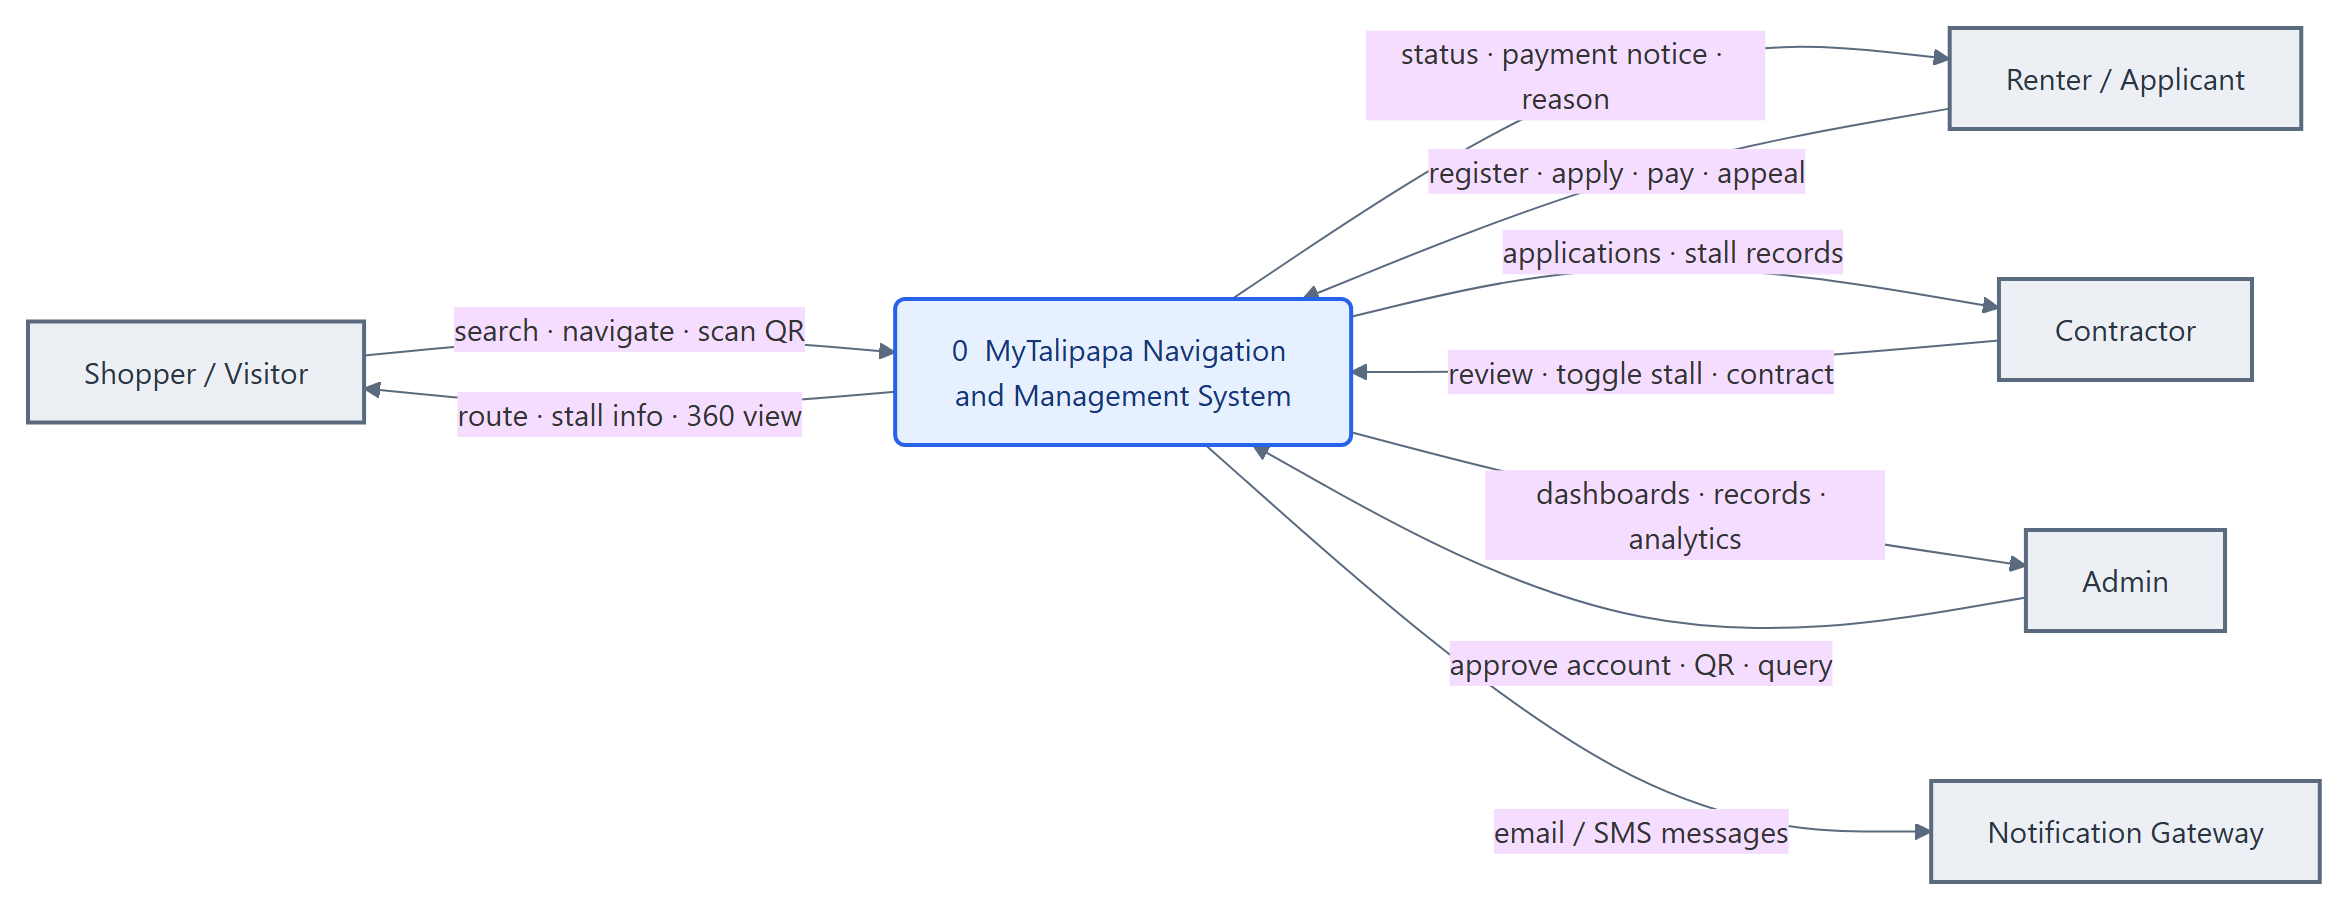 status · payment notice ·
reason
Renter / Applicant
register · apply · pay · appeal
applications · stall records
search · navigate · scan QR
0 MyTalipapa Navigation
and Management System
Contractor
Shopper / Visitor
review · toggle stall · contract
route · stall info · 360 view
dashboards · records ·
analytics
Admin
approve account · QR · query
email / SMS messages
Notification Gateway